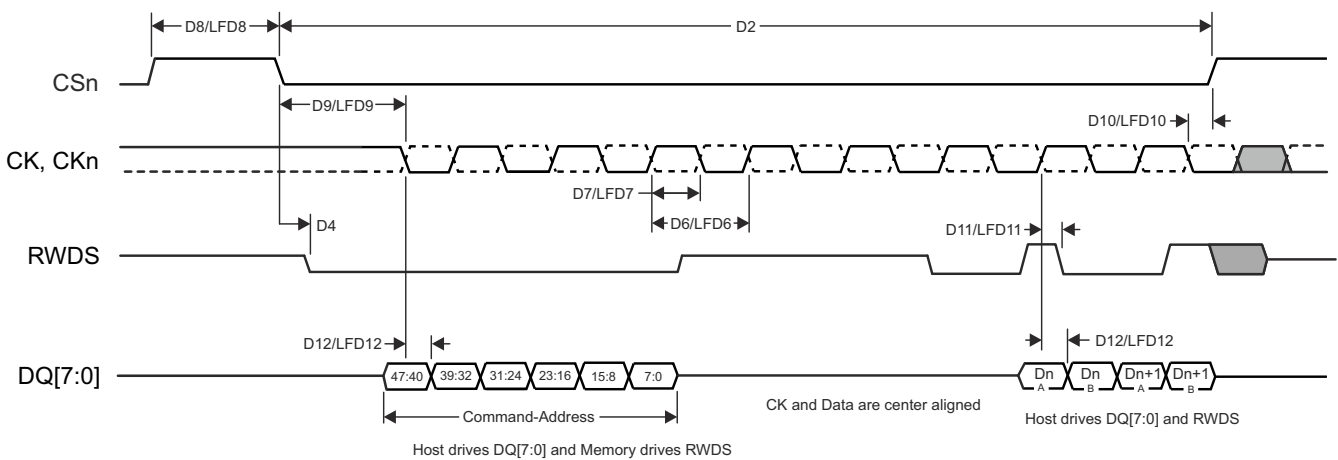 D8/LFD8
D2
CSn
D9/LFD9
D10/LFD10
CK, CKn
D7/LFD7
D4
D6/LFD6
D11/LFD11
RWDS
D12/LFD12
D12/LFD12
DQ[7:0]
47:40 39:32 31:24 23:16 15:8 7:0
Dn A Dn B Dn+1 A Dn+1 B
Command-Address
CK and Data are center aligned
Host drives DQ[7:0] and RWDS
Host drives DQ[7:0] and Memory drives RWDS